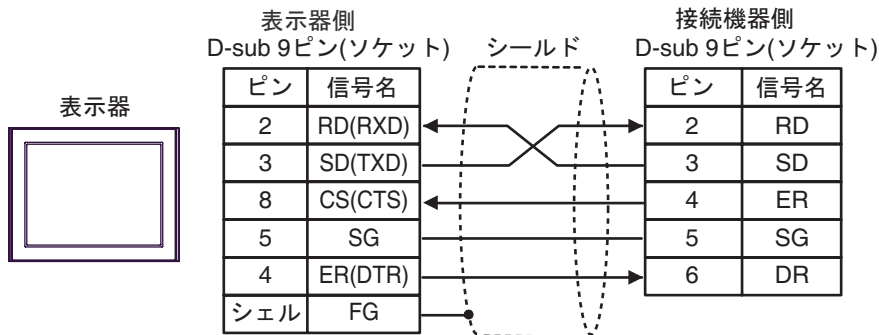 表示器側
D-sub 9ピン(ソケット)
シールド
接続機器側
D-sub 9ピン(ソケット)
表示器
ピン 信号名
2 RD(RXD)
3 SD(TXD)
8 CS(CTS)
5 SG
4 ER(DTR)
シェル FG
ピン 信号名
2 RD
3 SD
4 ER
5 SG
6 DR